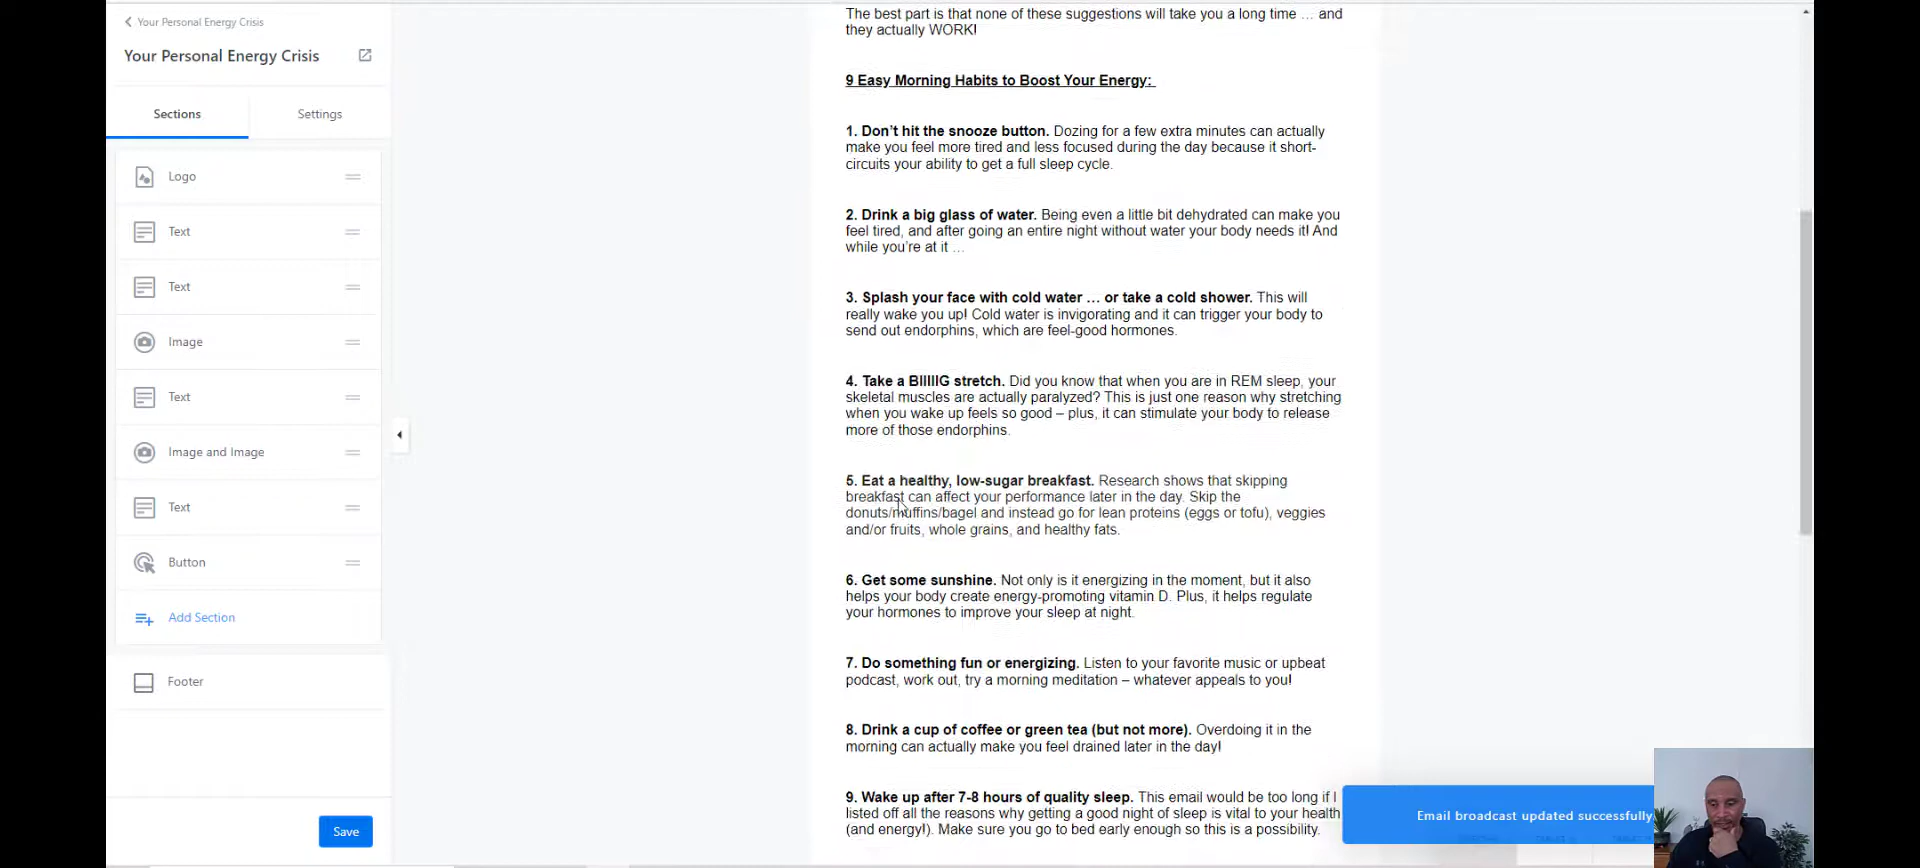 Your Personal Energy Crisis
Your Personal Energy Crisis
Sections
Settings
Logo
Text
Text
Image
Text
Image and Image
Text
Button
Add Section
Footer
Save
The best part is that none of these suggestions will take you a long time … and
they actually WORK!
9 Easy Morning Habits to Boost Your Energy:
1. Don’t hit the snooze button. Dozing for a few extra minutes can actually
make you feel more tired and less focused during the day because it short-
circuits your ability to get a full sleep cycle.
2. Drink a big glass of water. Being even a little bit dehydrated can make you
feel tired, and after going an entire night without water your body needs it! And
while you’re at it …
3. Splash your face with cold water … or take a cold shower. This will
really wake you up! Cold water is invigorating and it can trigger your body to
send out endorphins, which are feel-good hormones.
4. Take a BIIIIIG stretch. Did you know that when you are in REM sleep, your
skeletal muscles are actually paralyzed? This is just one reason why stretching
when you wake up feels so good – plus, it can stimulate your body to release
more of those endorphins.
5. Eat a healthy, low-sugar breakfast. Research shows that skipping
breakfast can affect your performance later in the day. Skip the
donuts/muffins/bagel and instead go for lean proteins (eggs or tofu), veggies
and/or fruits, whole grains, and healthy fats.
6. Get some sunshine. Not only is it energizing in the moment, but it also
helps your body create energy-promoting vitamin D. Plus, it helps regulate
your hormones to improve your sleep at night.
7. Do something fun or energizing. Listen to your favorite music or upbeat
podcast, work out, try a morning meditation – whatever appeals to you!
8. Drink a cup of coffee or green tea (but not more). Overdoing it in the
morning can actually make you feel drained later in the day!
9. Wake up after 7-8 hours of quality sleep. This email would be too long if I
listed off all the reasons why getting a good night of sleep is vital to your health
(and energy!). Make sure you go to bed early enough so this is a possibility.
Email broadcast updated successfully